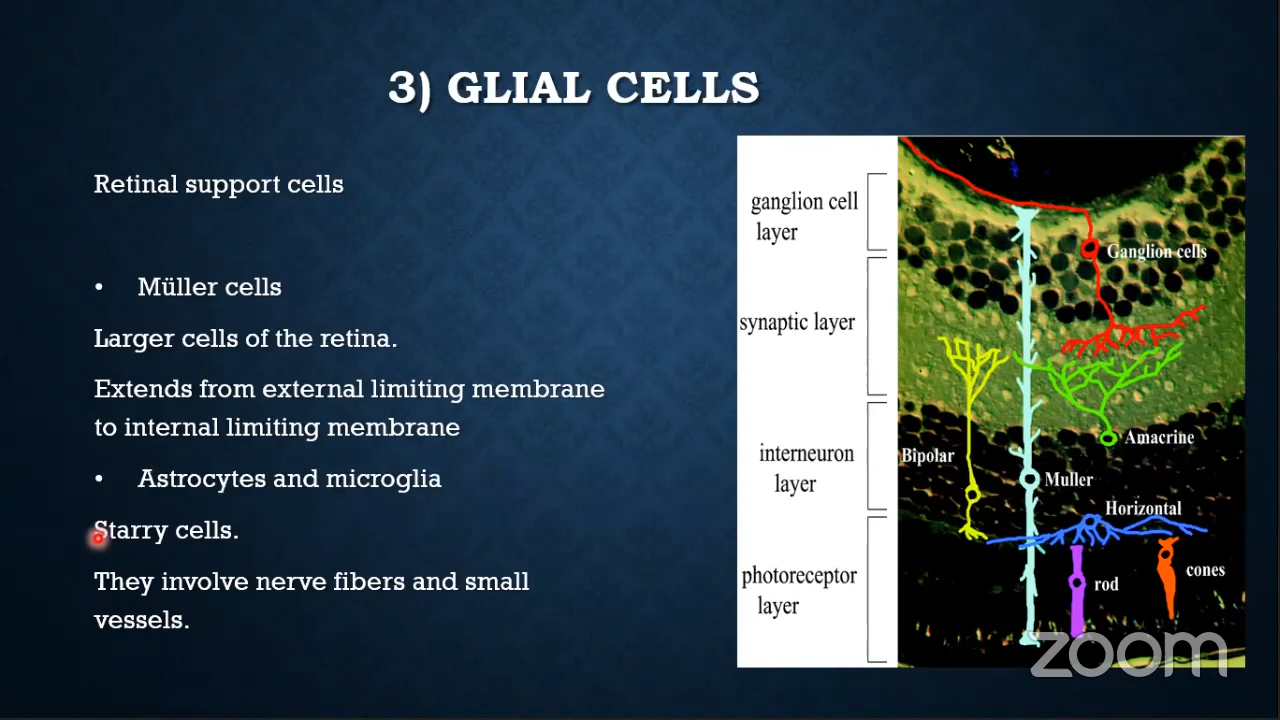 3) GLIAL CELLS
Retinal support cells
• Müller cells
Larger cells of the retina.
Extends from external limiting membrane
to internal limiting membrane
• Astrocytes and microglia
Starry cells.
They involve nerve fibers and small
vessels.
ganglion cell
layer
synaptic layer
interneuron
layer
photoreceptor
layer
Ganglion cells
Amacrine
Bipolar
Muller
Horizontal
rod
cones
zoom